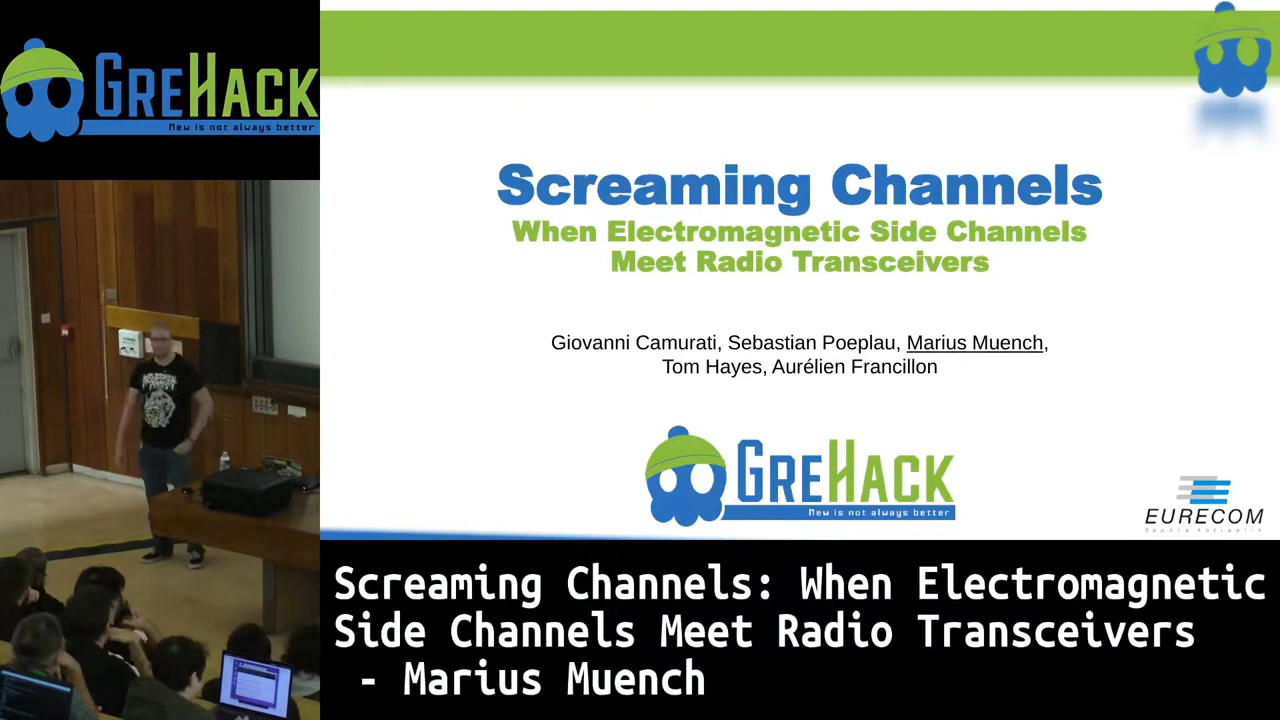 GREHACK
New is not always better
Screaming Channels
When Electromagnetic Side Channels
Meet Radio Transceivers
Giovanni Camurati, Sebastian Poeplau, Marius Muench,
Tom Hayes, Aurélien Francillon
GREHACK
New is not always better
EURECOM
Sophia Antipolis
Screaming Channels: When Electromagnetic
Side Channels Meet Radio Transceivers
- Marius Muench